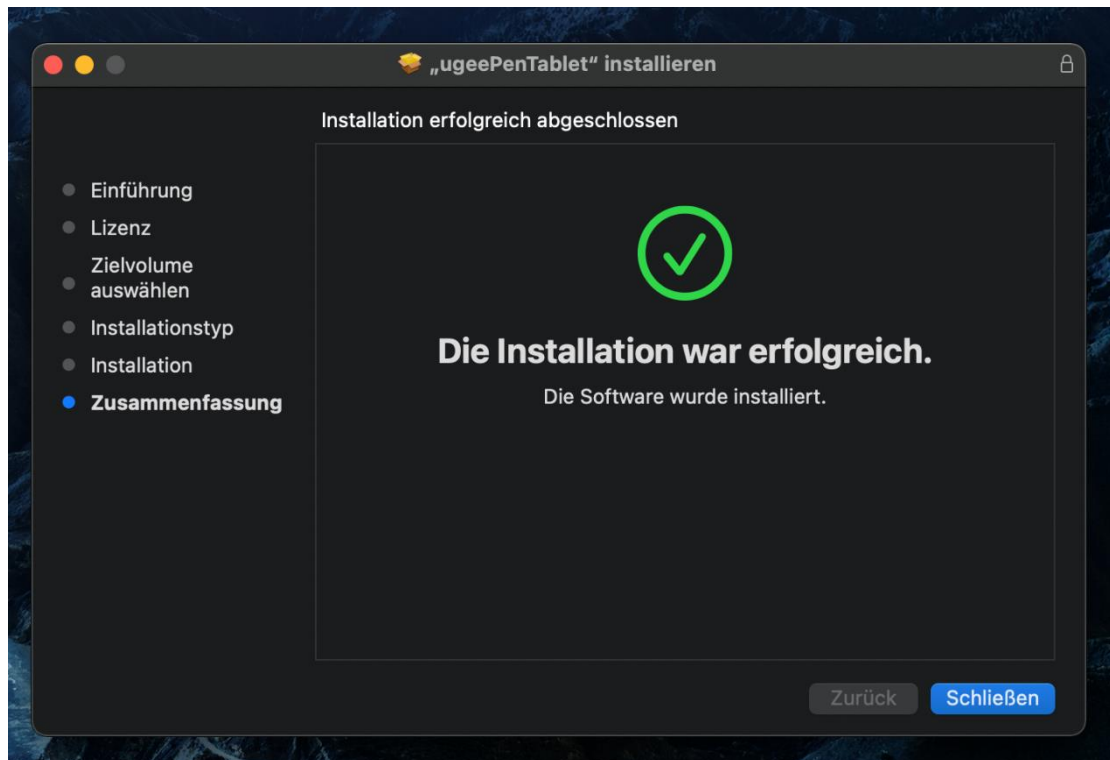 „ugeePenTablet“ installieren
Installation erfolgreich abgeschlossen
Einführung
Lizenz
Zielvolume
auswählen
Installationstyp
Installation
Zusammenfassung
Die Installation war erfolgreich.
Die Software wurde installiert.
Zurück
Schließen